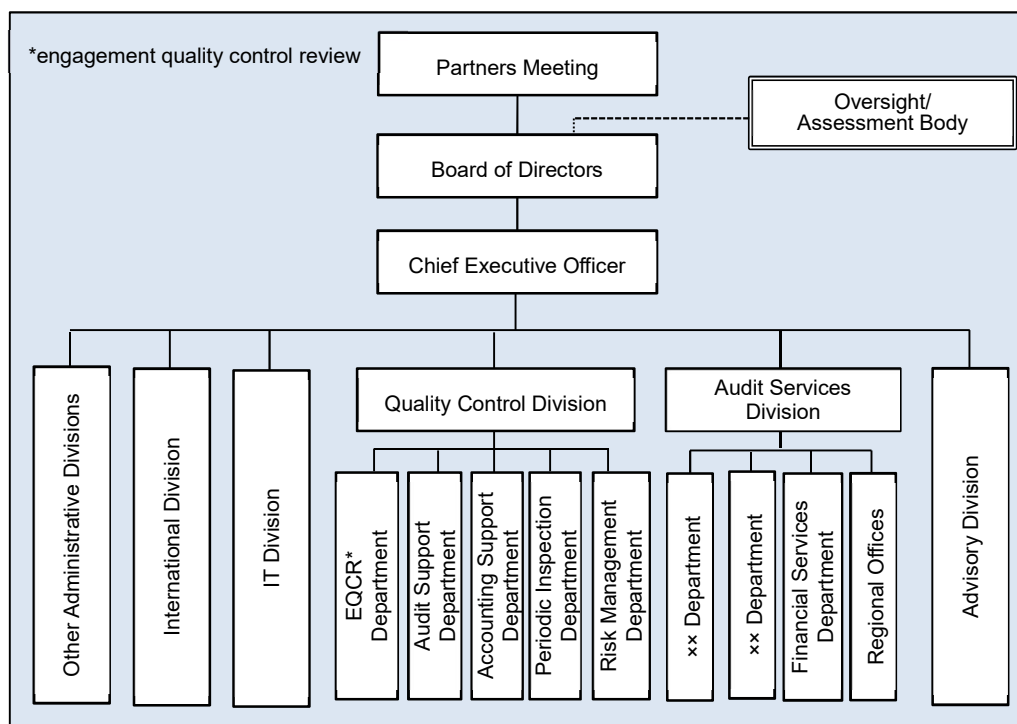 *engagement quality control review
Partners Meeting
Oversight/
Assessment Body
Board of Directors
Chief Executive Officer
Other Administrative Divisions
International Division
IT Division
Quality Control Division
Audit Services
Division
Advisory Division
EQCR*
Department
Audit Support
Department
Accounting Support
Department
Periodic Inspection
Department
Risk Management
Department
×× Department
×× Department
Financial Services
Department
Regional Offices